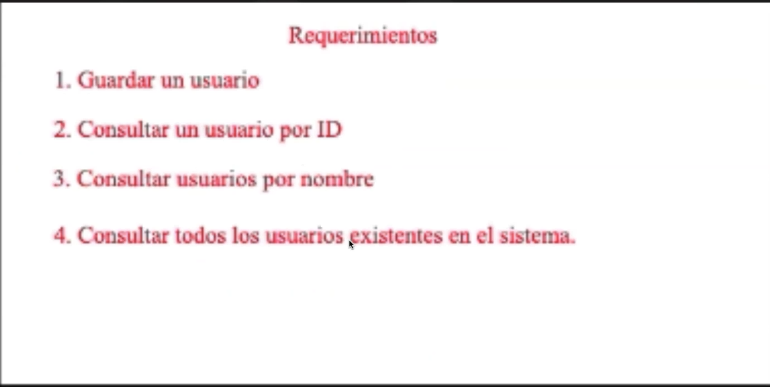 Requerimientos
1. Guardar un usuario
2. Consultar un usuario por ID
3. Consultar usuarios por nombre
4. Consultar todos los usuarios existentes en el sistema.